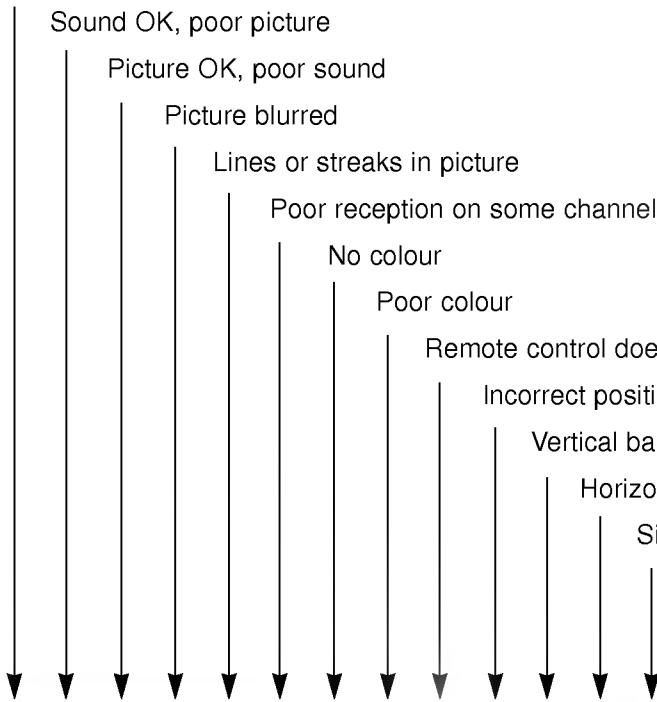 Sound OK, poor picture
Picture OK, poor sound
Picture blurred
Lines or streaks in picture
Poor reception on some channel
No colour
Poor colour
Remote control doe
Incorrect positi
Vertical ba
Horizo
Si